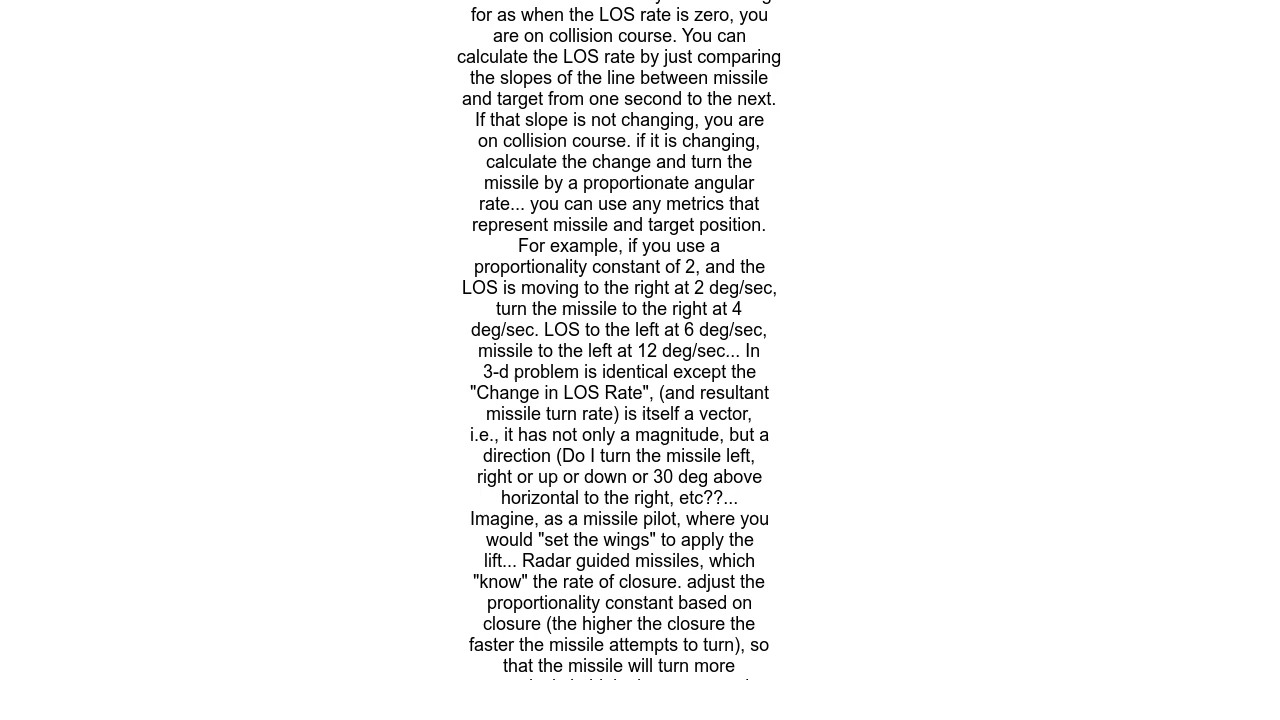 for as when the LOS rate is zero, you
are on collision course. You can
calculate the LOS rate by just comparing
the slopes of the line between missile
and target from one second to the next.
If that slope is not changing, you are
on collision course. if it is changing,
calculate the change and turn the
missile by a proportionate angular
rate... you can use any metrics that
represent missile and target position.
For example, if you use a
proportionality constant of 2, and the
LOS is moving to the right at 2 deg/sec,
turn the missile to the right at 4
deg/sec. LOS to the left at 6 deg/sec,
missile to the left at 12 deg/sec... In
3-d problem is identical except the
"Change in LOS Rate", (and resultant
missile turn rate) is itself a vector,
i.e., it has not only a magnitude, but a
direction (Do I turn the missile left,
right or up or down or 30 deg above
horizontal to the right, etc??...
Imagine, as a missile pilot, where you
would "set the wings" to apply the
lift... Radar guided missiles, which
"know" the rate of closure. adjust the
proportionality constant based on
closure (the higher the closure the
faster the missile attempts to turn), so
that the missile will turn more